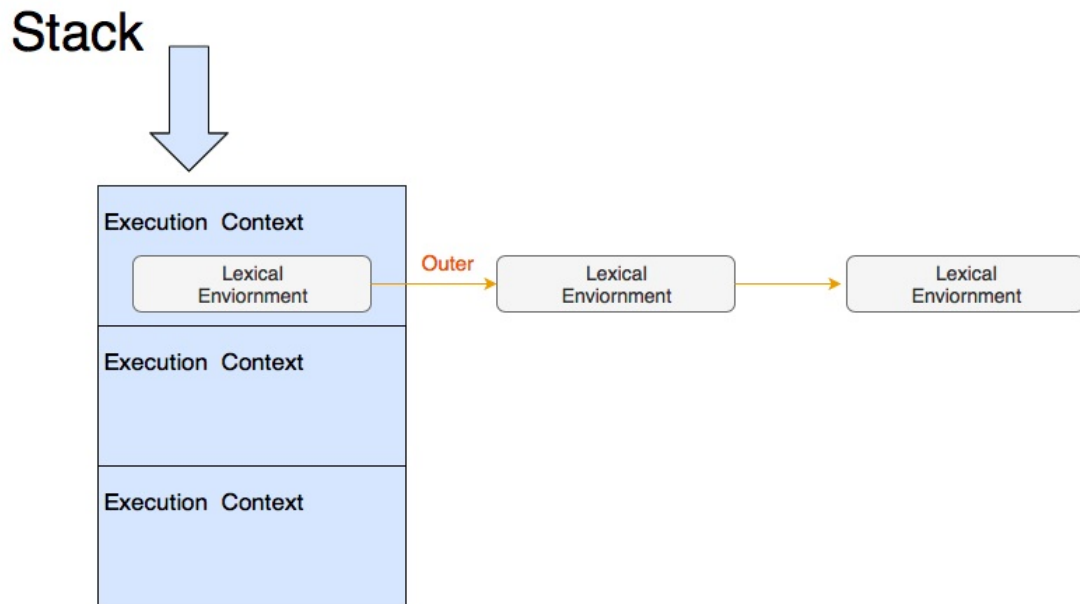 Stack
Execution Context
Outer
Lexical
Enviornment
Lexical
Enviornment
Lexical
Enviornment
Execution Context
Execution Context